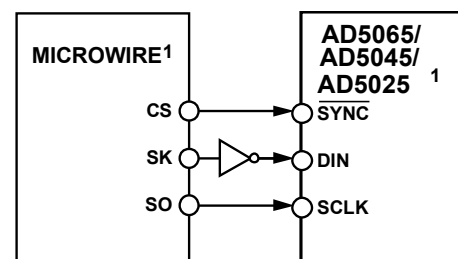 MICROWIRE1
AD5065/
AD5045/
AD5025 1
CS
SYNC
SK
DIN
SO
SCLK